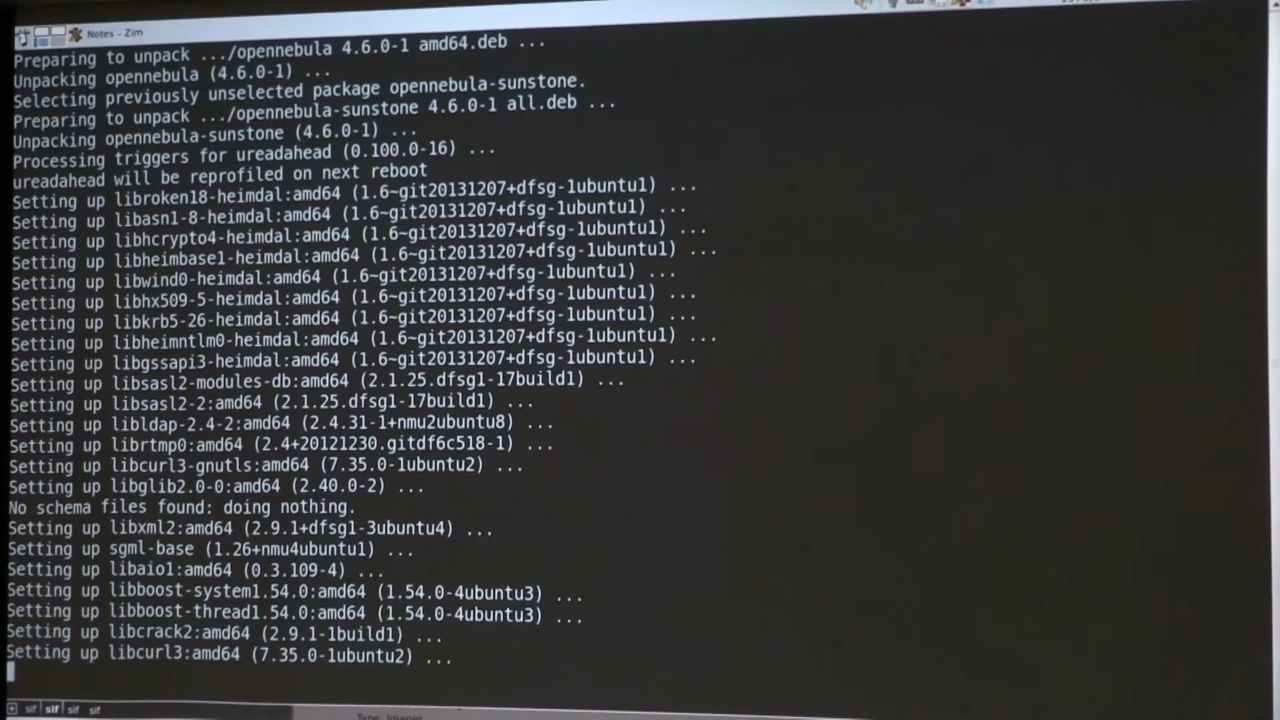 Notes - Zim
Preparing to unpack .../opennebula 4.6.0-1 amd64.deb ...
Unpacking opennebula (4.6.0-1) ...
Selecting previously unselected package opennebula-sunstone.
Preparing to unpack .../opennebula-sunstone 4.6.0-1 all.deb ...
Unpacking opennebula-sunstone (4.6.0-1) ...
Processing triggers for ureadahead (0.100.0-16) ...
ureadahead will be reprofiled on next reboot
Setting up libroken18-heimdal:amd64 (1.6~git20131207+dfsg-1ubuntu1) ...
Setting up libasn1-8-heimdal:amd64 (1.6~git20131207+dfsg-1ubuntu1) ...
Setting up libhcrypto4-heimdal:amd64 (1.6~git20131207+dfsg-1ubuntu1) ...
Setting up libheimbase1-heimdal:amd64 (1.6~git20131207+dfsg-1ubuntu1) ...
Setting up libwind0-heimdal:amd64 (1.6~git20131207+dfsg-1ubuntu1) ...
Setting up libhx509-5-heimdal:amd64 (1.6~git20131207+dfsg-1ubuntu1) ...
Setting up libkrb5-26-heimdal:amd64 (1.6~git20131207+dfsg-1ubuntu1) ...
Setting up libheimntlm0-heimdal:amd64 (1.6~git20131207+dfsg-1ubuntu1) ...
Setting up libgssapi3-heimdal:amd64 (1.6~git20131207+dfsg-1ubuntu1) ...
Setting up libsasl2-modules-db:amd64 (2.1.25.dfsg1-17build1) ...
Setting up libsasl2-2:amd64 (2.1.25.dfsg1-17build1) ...
Setting up libldap-2.4-2:amd64 (2.4.31-1+nmu2ubuntu8) ...
Setting up librtmp0:amd64 (2.4+20121230.gitdf6c518-1) ...
Setting up libcurl3-gnutls:amd64 (7.35.0-1ubuntu2) ...
Setting up libglib2.0-0:amd64 (2.40.0-2) ...
No schema files found: doing nothing.
Setting up libxml2:amd64 (2.9.1+dfsg1-3ubuntu4) ...
Setting up sgml-base (1.26+nmu4ubuntu1) ...
Setting up libaio1:amd64 (0.3.109-4) ...
Setting up libboost-system1.54.0:amd64 (1.54.0-4ubuntu3) ...
Setting up libboost-thread1.54.0:amd64 (1.54.0-4ubuntu3) ...
Setting up libcrack2:amd64 (2.9.1-1build1) ...
Setting up libcurl3:amd64 (7.35.0-1ubuntu2) ...
sif sif sif sif